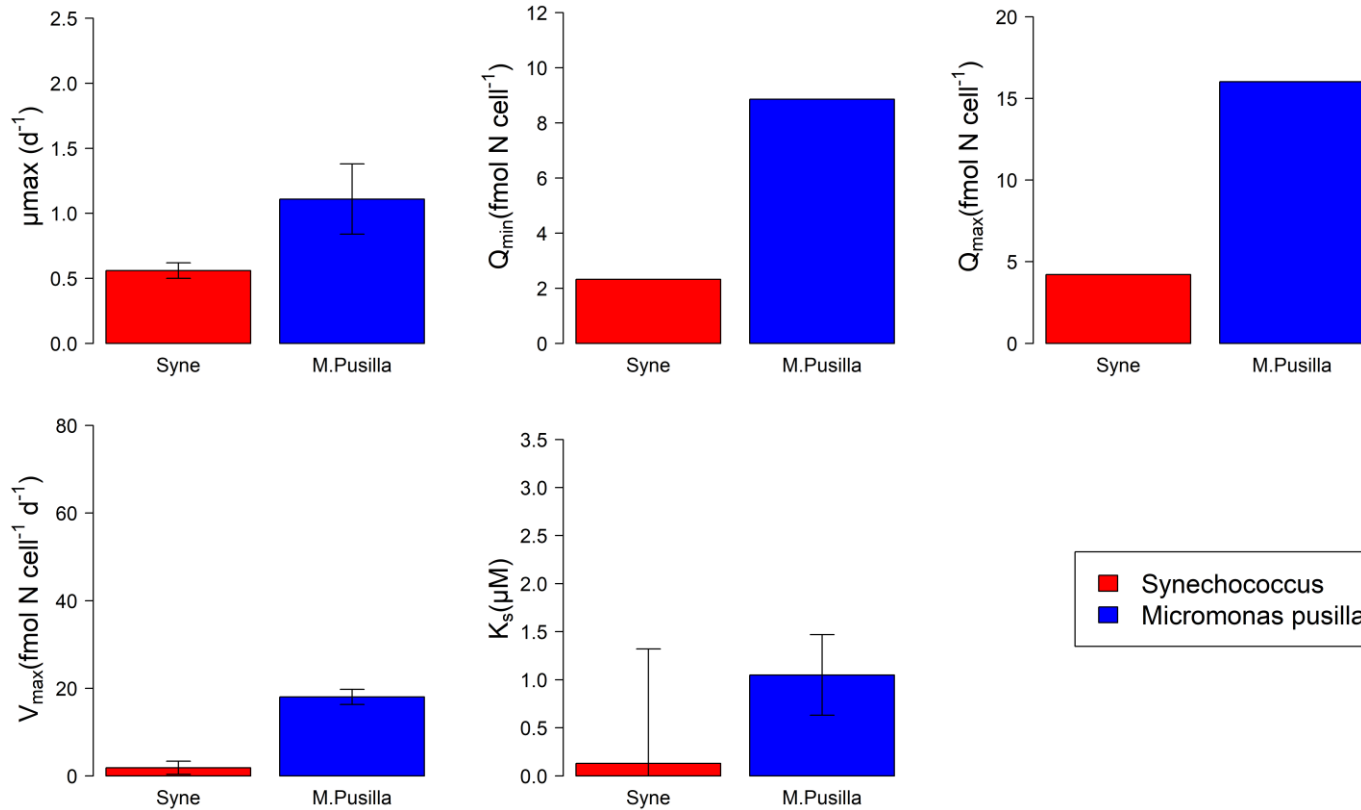 µmax (d⁻¹)
2.5
2.0
1.5
1.0
0.5
0.0
Syne M.Pusilla
Qmin(fmol N cell⁻¹)
12
10
8
6
4
2
0
Syne M.Pusilla
Qmax(fmol N cell⁻¹)
20
15
10
5
0
Syne M.Pusilla
Vmax(fmol N cell⁻¹ d⁻¹)
80
60
40
20
0
Syne M.Pusilla
Ks(µM)
3.5
3.0
2.5
2.0
1.5
1.0
0.5
0.0
Syne M.Pusilla
Synechococcus
Micromonas pusilla